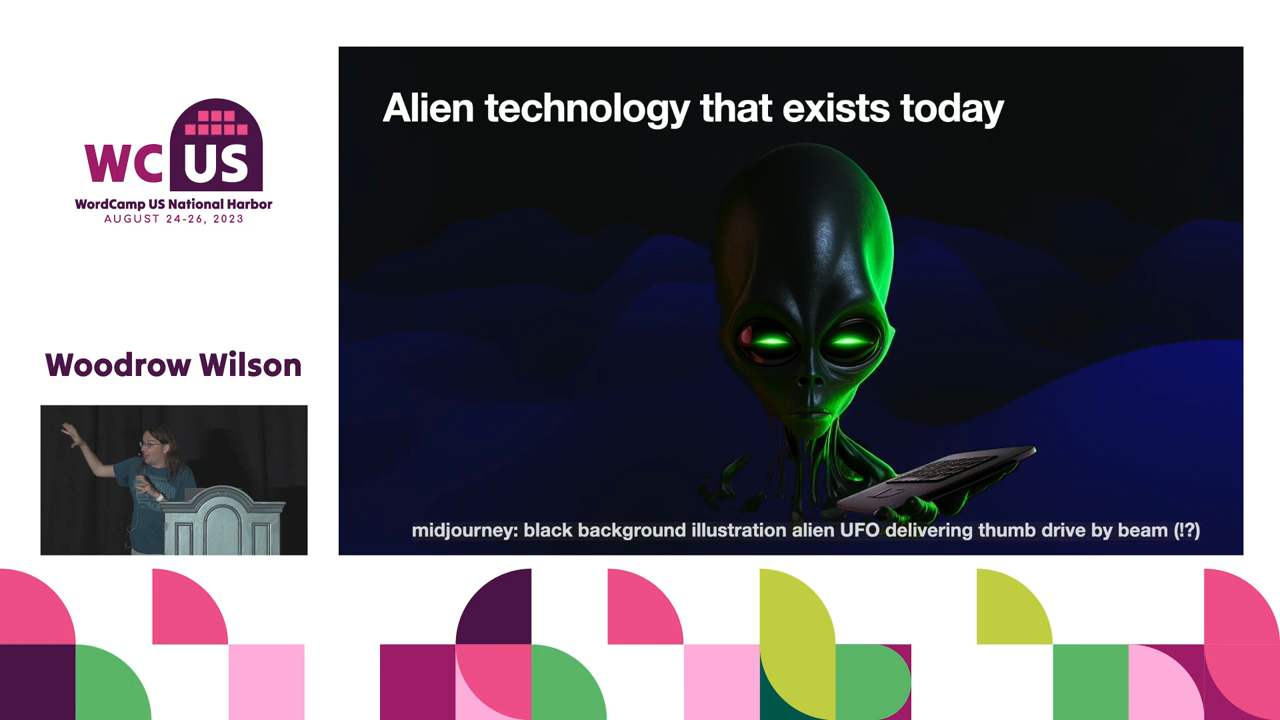 WC US
WordCamp US National Harbor
AUGUST 24-26, 2023
Woodrow Wilson
Alien technology that exists today
midjourney: black background illustration alien UFO delivering thumb drive by beam (!?)